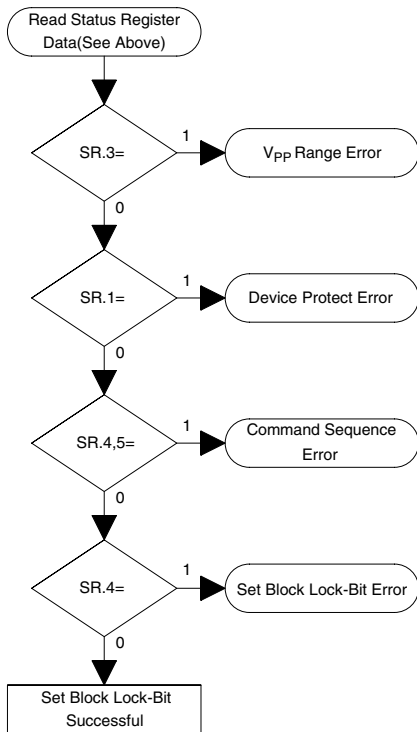 Read Status Register
Data(See Above)
SR.3=
1
VPP Range Error
0
SR.1=
1
Device Protect Error
0
SR.4,5=
1
Command Sequence
Error
0
SR.4=
1
Set Block Lock-Bit Error
0
Set Block Lock-Bit
Successful